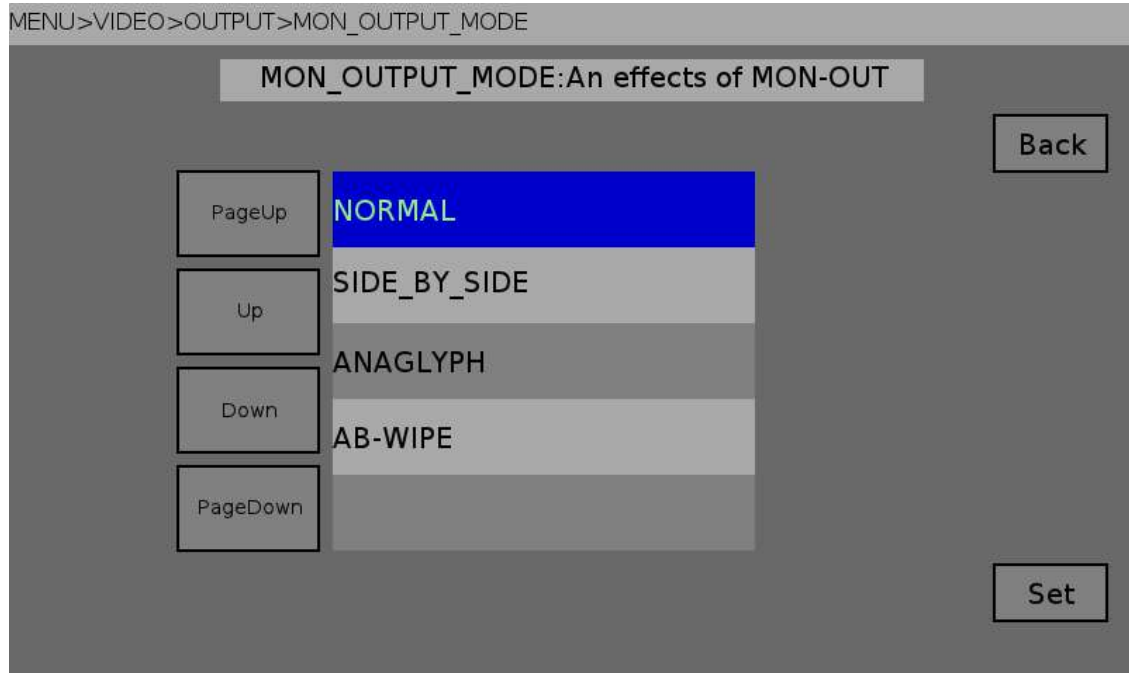 MENU>VIDEO>OUTPUT>MON_OUTPUT_MODE
MON_OUTPUT_MODE:An effects of MON-OUT
Back
PageUp
NORMAL
SIDE_BY_SIDE
Up
ANAGLYPH
Down
AB-WIPE
PageDown
Set